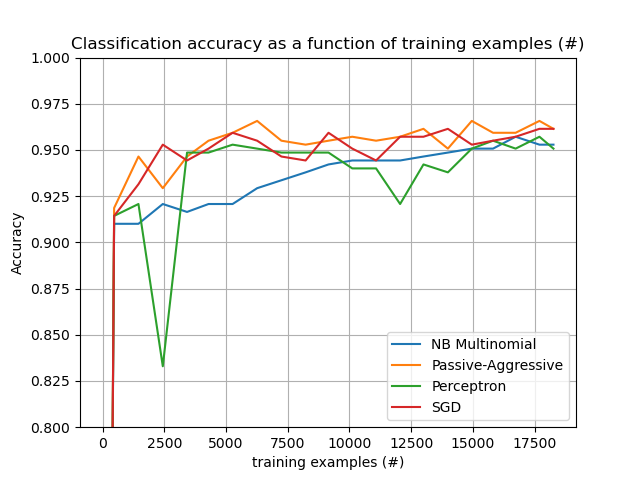 Classification accuracy as a function of training examples (#)
1.000
0.975
0.950
0.925
0.900
0.875
0.850
0.825
0.800
Accuracy
NB Multinomial
Passive-Aggressive
Perceptron
SGD
0 2500 5000 7500 10000 12500 15000 17500
training examples (#)